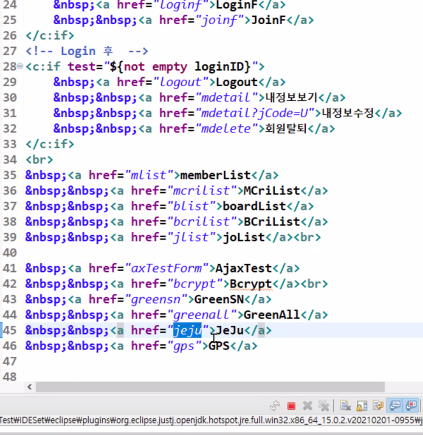 24 &nbsp;<a href="loginf">LoginF</a>
25 &nbsp;&nbsp;<a href="joinf">JoinF</a>
26 </c:if>
27 <!-- Login 후  -->
28 <c:if test="${not empty loginID}">
29 &nbsp;<a href="logout">Logout</a>
30 &nbsp;&nbsp;<a href="mdetail">내정보보기</a>
31 &nbsp;&nbsp;<a href="mdetail?jCode=U">내정보수정</a>
32 &nbsp;&nbsp;<a href="mdelete">회원탈퇴</a>
33 </c:if>
34 <br>
35 &nbsp;&nbsp;<a href="mlist">memberList</a>
36 &nbsp;&nbsp;<a href="mcrilist">MCriList</a>
37 &nbsp;&nbsp;<a href="blist">boardList</a>
38 &nbsp;&nbsp;<a href="bcrilist">BCriList</a>
39 &nbsp;&nbsp;<a href="jlist">joList</a><br>
40
41 &nbsp;&nbsp;<a href="axTestForm">AjaxTest</a>
42 &nbsp;&nbsp;<a href="bcrypt">Bcrypt</a><br>
43 &nbsp;&nbsp;<a href="greensn">GreenSN</a>
44 &nbsp;&nbsp;<a href="greenall">GreenAll</a>
45 &nbsp;&nbsp;<a href="jeju">JeJu</a>
46 &nbsp;&nbsp;<a href="gps">GPS</a>
47
48
Test₩IDESet₩eclipse₩plugins₩org.eclipse.justj.openjdk.hotspot.jre.full.win32.x86_64_15.0.2.v20210201-0955₩j